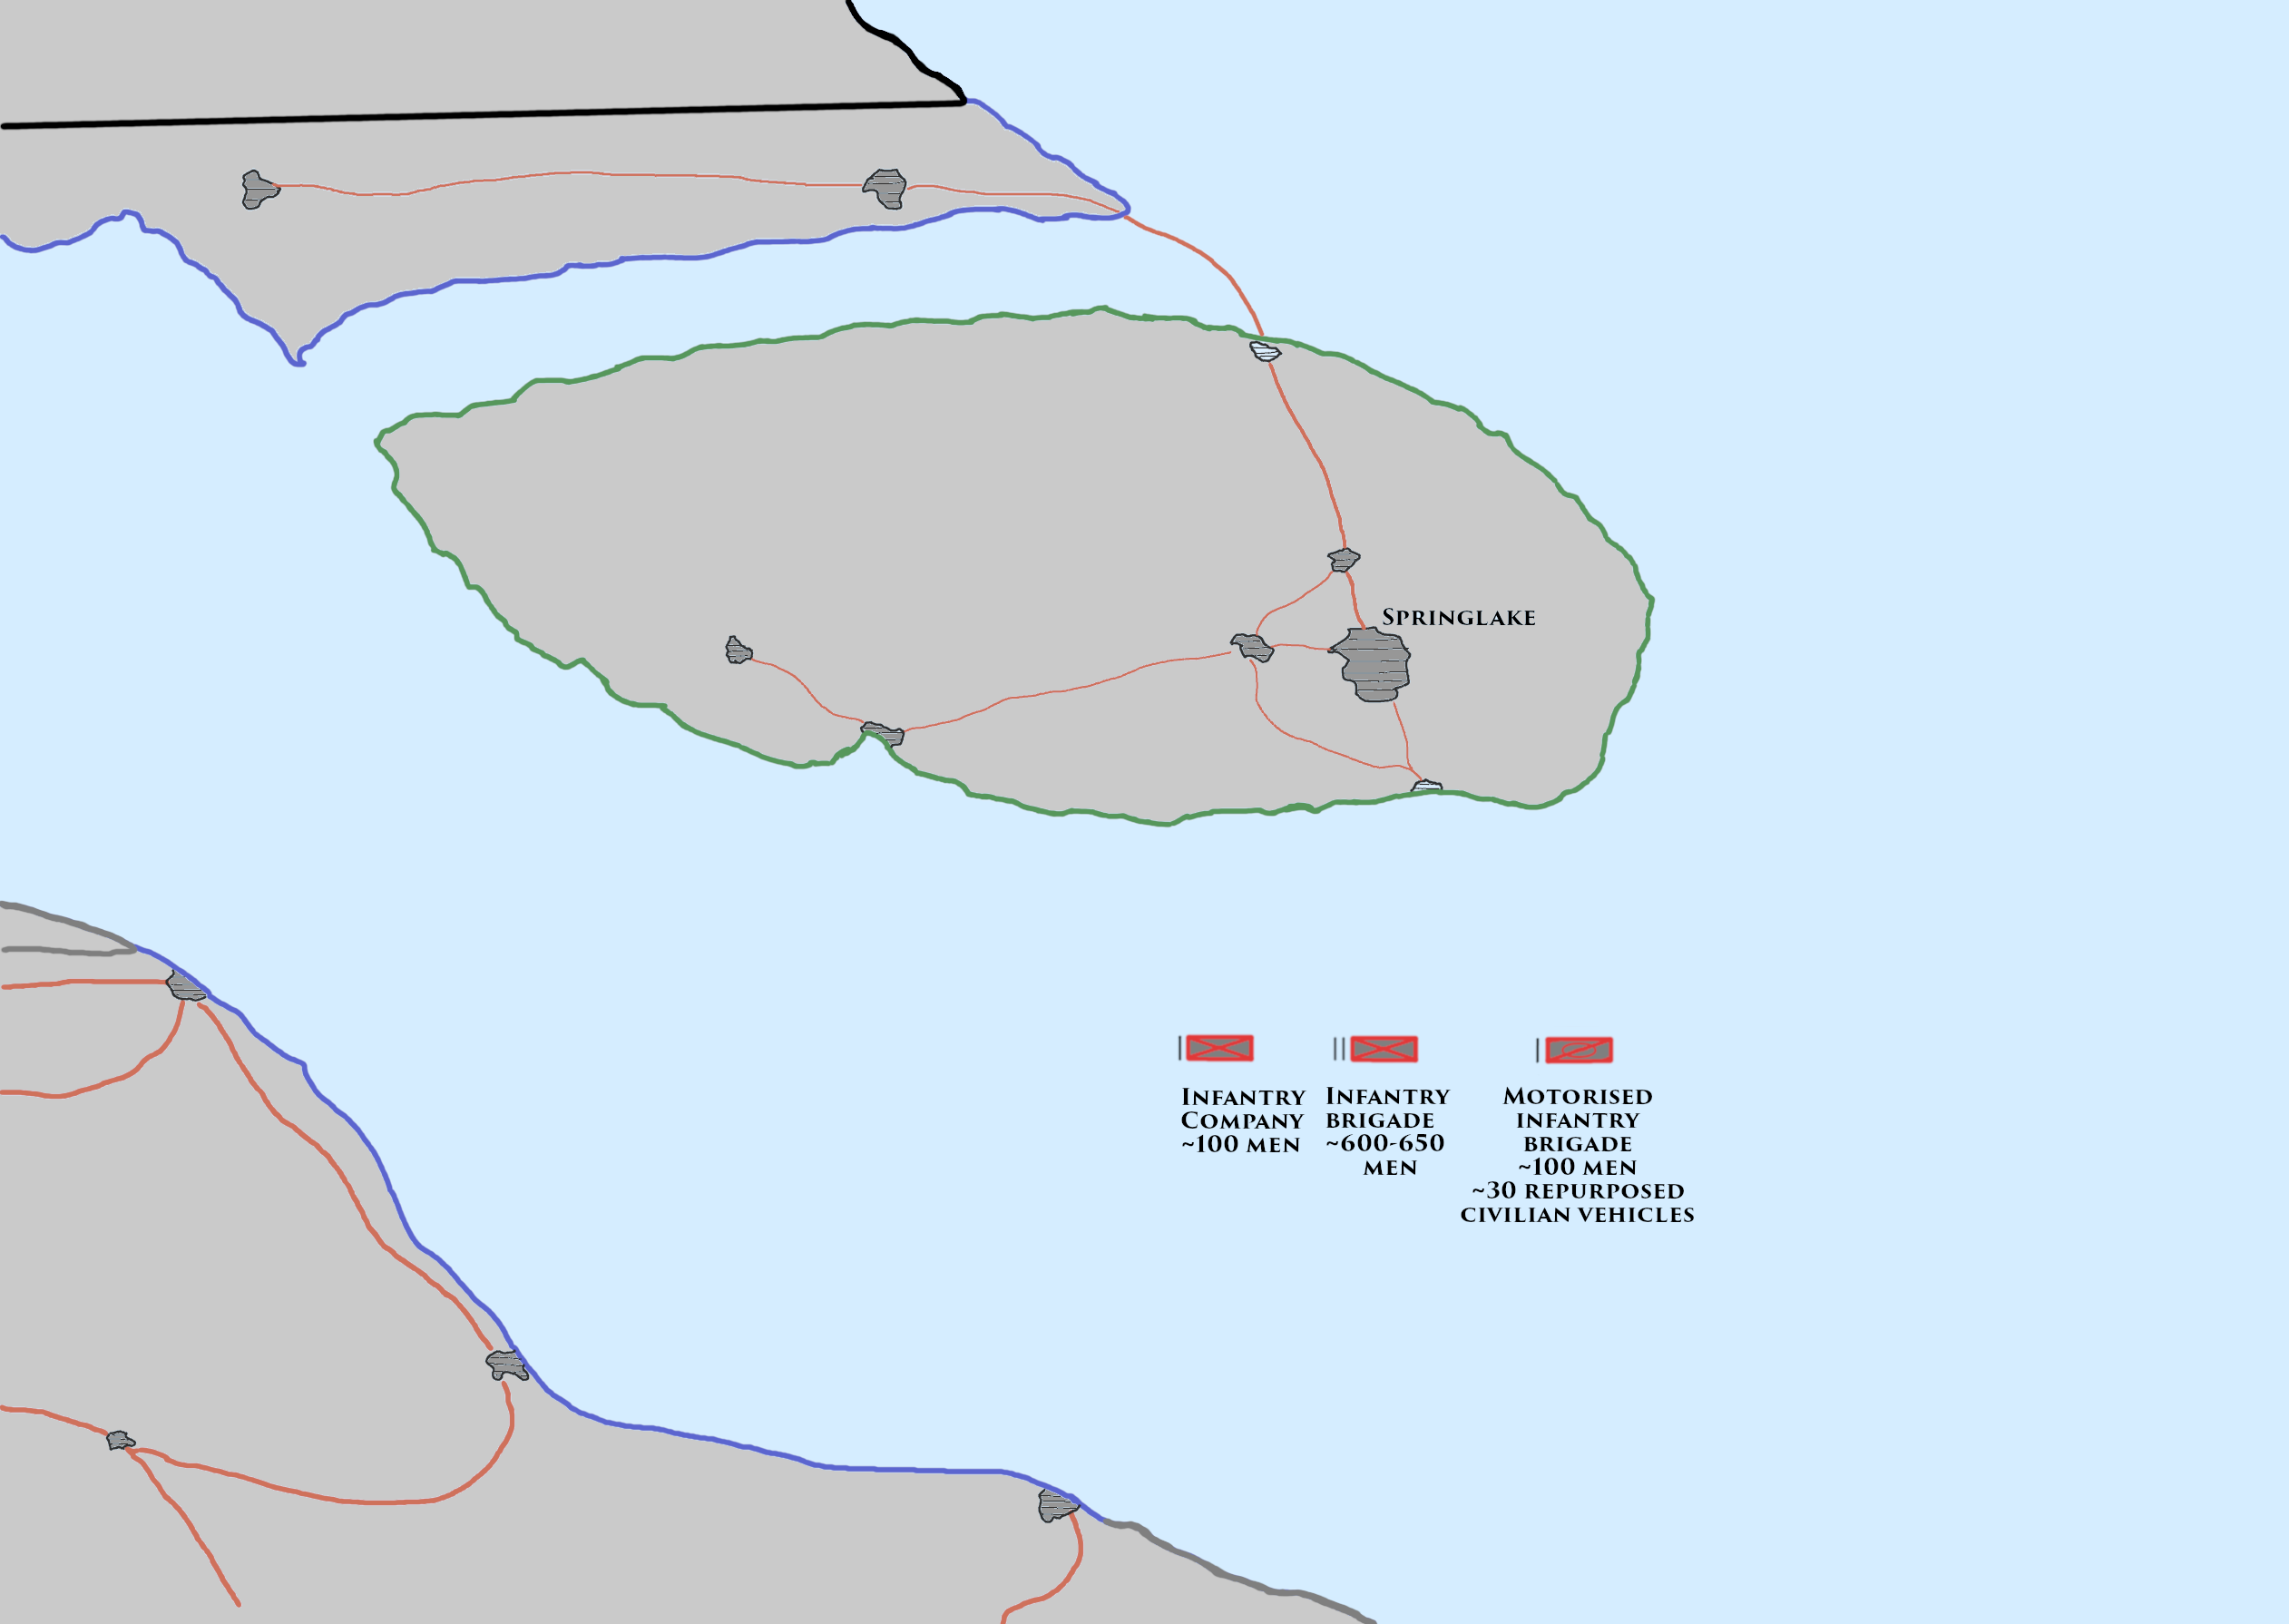 Springlake
Infantry
Company
~100 men
Infantry
brigade
~600-650
men
Motorised
infantry
brigade
~100 men
~30 repurposed
civilian vehicles